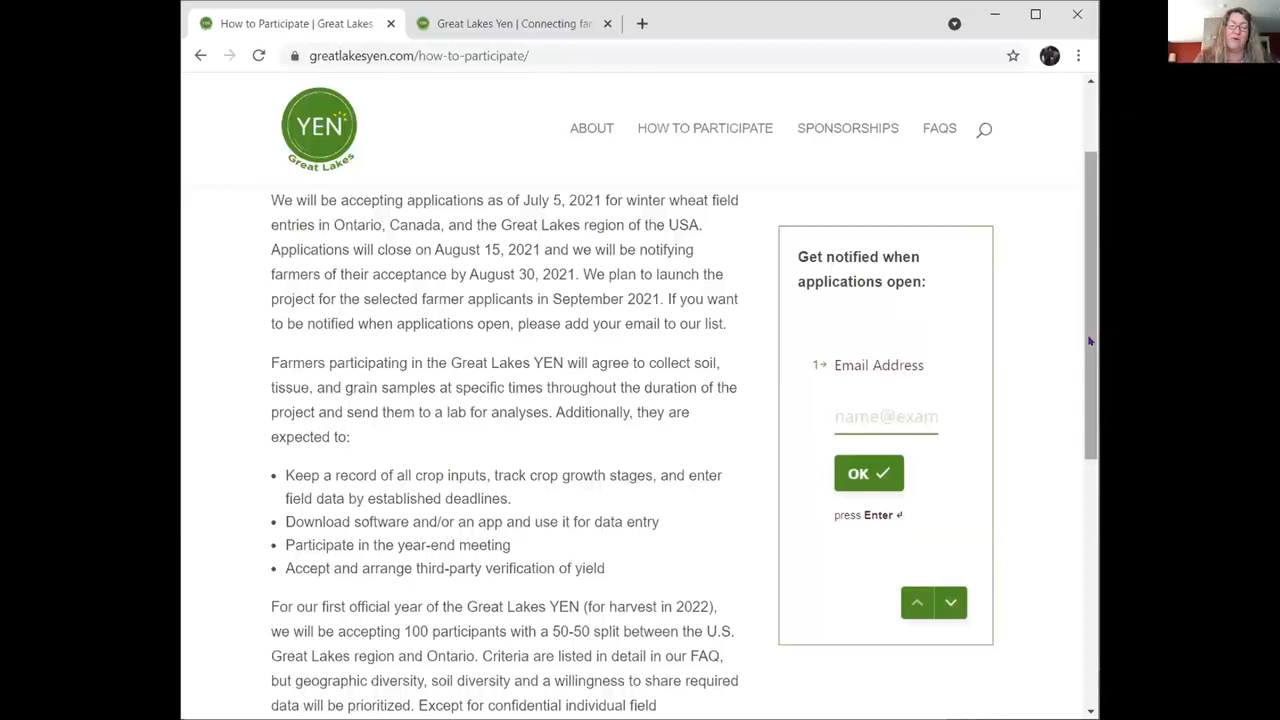 How to Participate | Great Lakes
Great Lakes Yen | Connecting far
greatlakesyen.com/how-to-participate/
YEN
Great Lakes
ABOUT
HOW TO PARTICIPATE
SPONSORSHIPS
FAQS
We will be accepting applications as of July 5, 2021 for winter wheat field
entries in Ontario, Canada, and the Great Lakes region of the USA.
Applications will close on August 15, 2021 and we will be notifying
farmers of their acceptance by August 30, 2021. We plan to launch the
project for the selected farmer applicants in September 2021. If you want
to be notified when applications open, please add your email to our list.
Farmers participating in the Great Lakes YEN will agree to collect soil,
tissue, and grain samples at specific times throughout the duration of the
project and send them to a lab for analyses. Additionally, they are
expected to:
• Keep a record of all crop inputs, track crop growth stages, and enter
field data by established deadlines.
• Download software and/or an app and use it for data entry
• Participate in the year-end meeting
• Accept and arrange third-party verification of yield
For our first official year of the Great Lakes YEN (for harvest in 2022),
we will be accepting 100 participants with a 50-50 split between the U.S.
Great Lakes region and Ontario. Criteria are listed in detail in our FAQ,
but geographic diversity, soil diversity and a willingness to share required
data will be prioritized. Except for confidential individual field
Get notified when
applications open:
1→ Email Address
name@exam
OK ✓
press Enter ↵